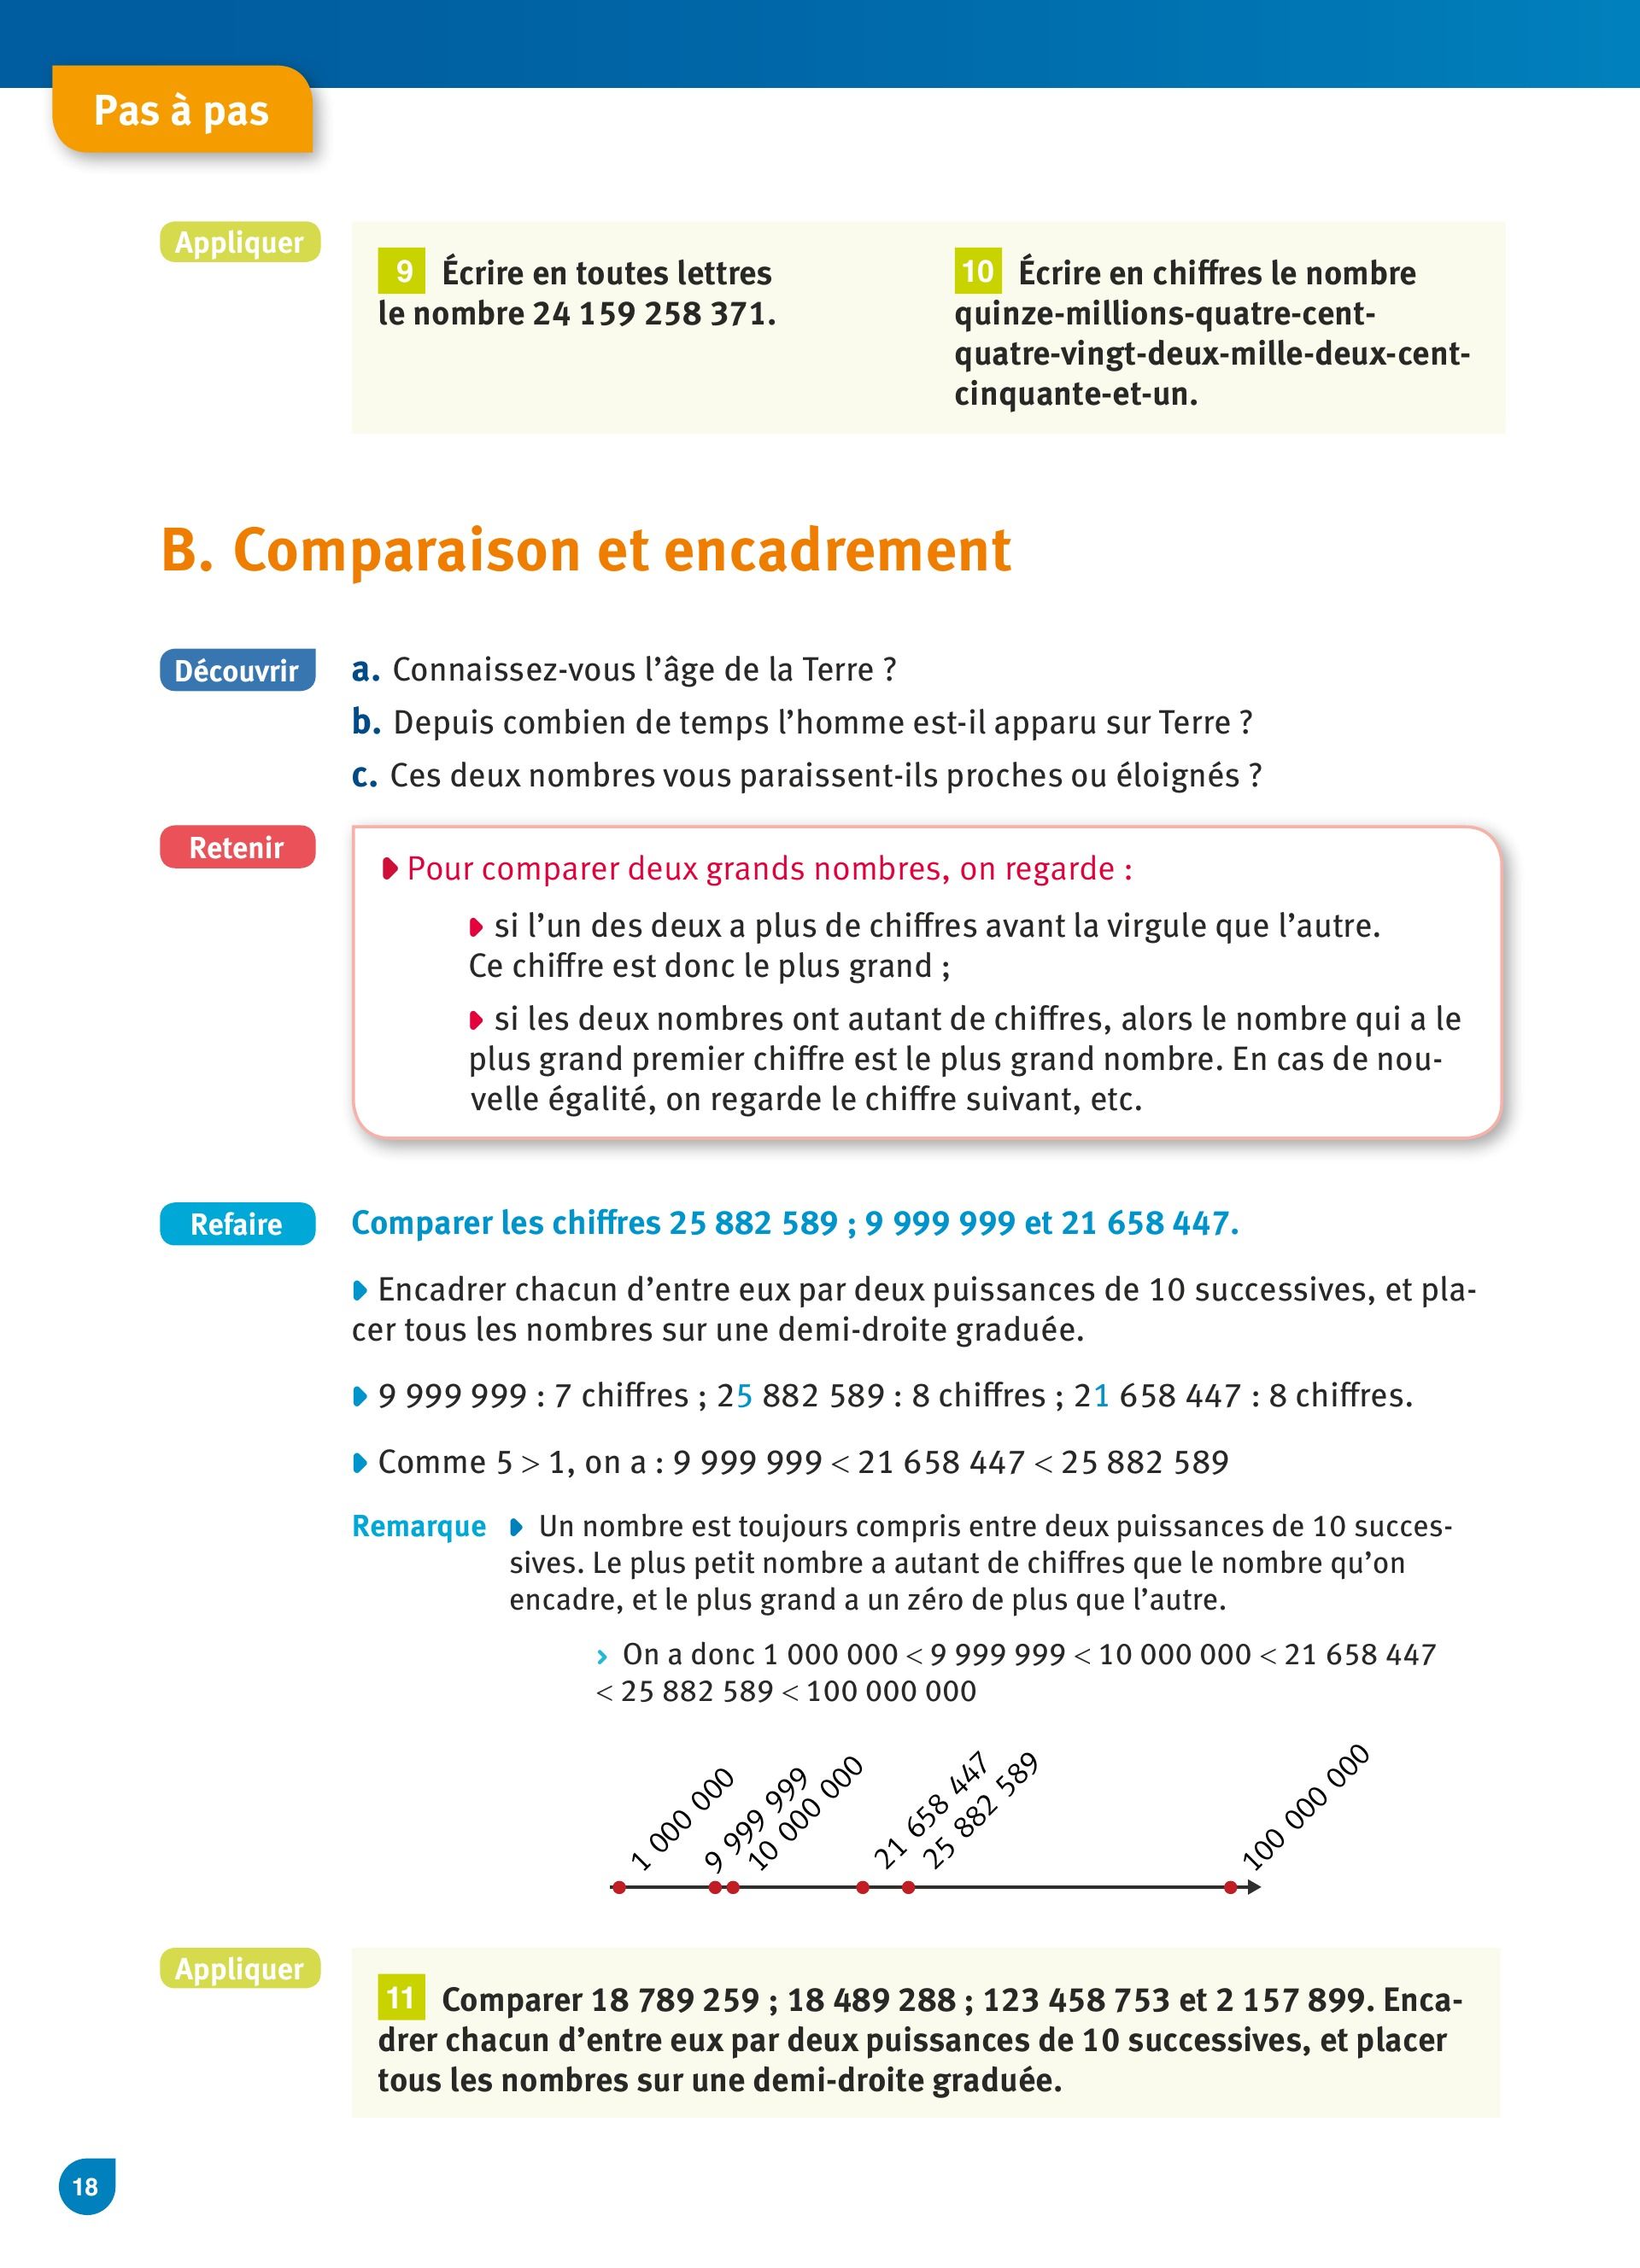 Pas à pas
Appliquer
9 Écrire en toutes lettres
le nombre 24 159 258 371.
10 Écrire en chiffres le nombre
quinze-millions-quatre-cent-
quatre-vingt-deux-mille-deux-cent-
cinquante-et-un.
B. Comparaison et encadrement
Découvrir
a. Connaissez-vous l’âge de la Terre ?
b. Depuis combien de temps l’homme est-il apparu sur Terre ?
c. Ces deux nombres vous paraissent-ils proches ou éloignés ?
Retenir
Pour comparer deux grands nombres, on regarde :
si l’un des deux a plus de chiffres avant la virgule que l’autre.
Ce chiffre est donc le plus grand ;
si les deux nombres ont autant de chiffres, alors le nombre qui a le
plus grand premier chiffre est le plus grand nombre. En cas de nou-
velle égalité, on regarde le chiffre suivant, etc.
Refaire
Comparer les chiffres 25 882 589 ; 9 999 999 et 21 658 447.
Encadrer chacun d’entre eux par deux puissances de 10 successives, et pla-
cer tous les nombres sur une demi-droite graduée.
9 999 999 : 7 chiffres ; 25 882 589 : 8 chiffres ; 21 658 447 : 8 chiffres.
Comme 5 > 1, on a : 9 999 999 < 21 658 447 < 25 882 589
Remarque Un nombre est toujours compris entre deux puissances de 10 succes-
sives. Le plus petit nombre a autant de chiffres que le nombre qu’on
encadre, et le plus grand a un zéro de plus que l’autre.
› On a donc 1 000 000 < 9 999 999 < 10 000 000 < 21 658 447
< 25 882 589 < 100 000 000
1 000 000
9 999 999
10 000 000
21 658 447
25 882 589
100 000 000
Appliquer
11 Comparer 18 789 259 ; 18 489 288 ; 123 458 753 et 2 157 899. Enca-
drer chacun d’entre eux par deux puissances de 10 successives, et placer
tous les nombres sur une demi-droite graduée.
18